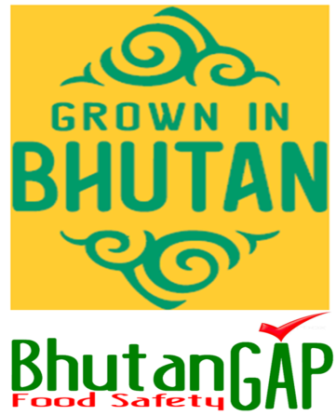 GROWN IN
BHUTAN
BhutanGAP
Food Safety